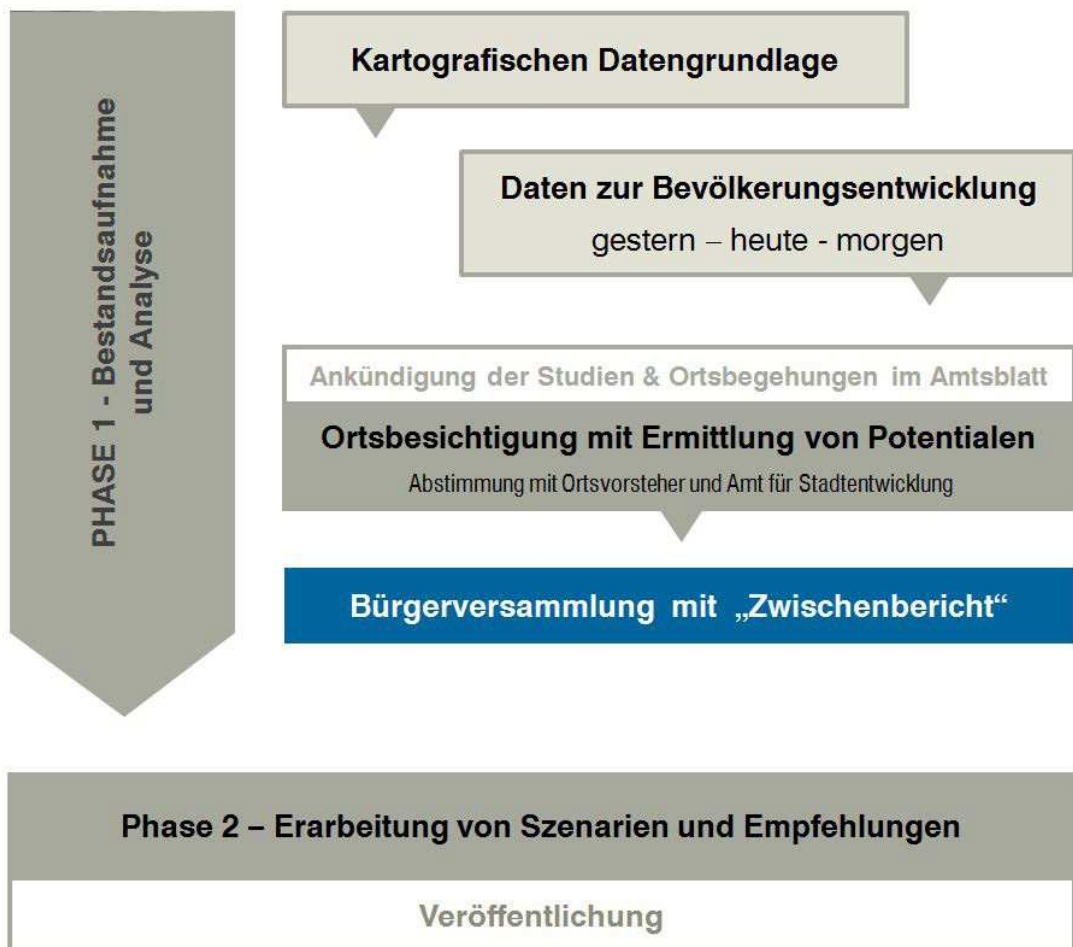 PHASE 1 - Bestandsaufnahme
und Analyse
Kartografischen Datengrundlage
Daten zur Bevölkerungsentwicklung
gestern – heute - morgen
Ankündigung der Studien & Ortsbegehungen im Amtsblatt
Ortsbesichtigung mit Ermittlung von Potentialen
Abstimmung mit Ortsvorsteher und Amt für Stadtentwicklung
Bürgerversammlung mit „Zwischenbericht“
Phase 2 – Erarbeitung von Szenarien und Empfehlungen
Veröffentlichung